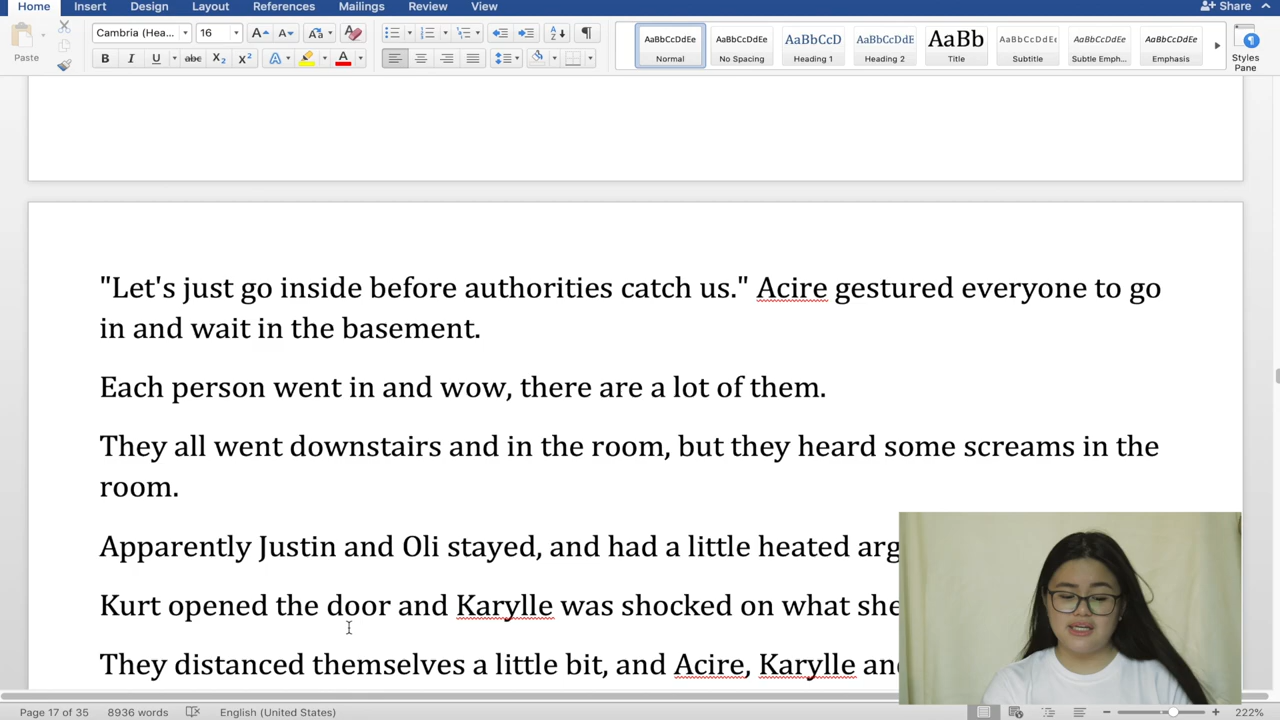 Home Insert Design Layout References Mailings Review View Share
Paste Cambria (Hea... 16 A A Aa
B I U abc X2 X2 A A
AaBbCcDdEe AaBbCcDdEe AaBbCcD AaBbCcDdE AaBb AaBbCcDdEe AaBbCcDdEe AaBbCcDdEe
Normal No Spacing Heading 1 Heading 2 Title Subtitle Subtle Emph... Emphasis Styles Pane
"Let's just go inside before authorities catch us." Acire gestured everyone to go
in and wait in the basement.
Each person went in and wow, there are a lot of them.
They all went downstairs and in the room, but they heard some screams in the
room.
Apparently Justin and Oli stayed, and had a little heated arg
Kurt opened the door and Karylle was shocked on what she
They distanced themselves a little bit, and Acire, Karylle and
Page 17 of 35 8936 words English (United States) 222%